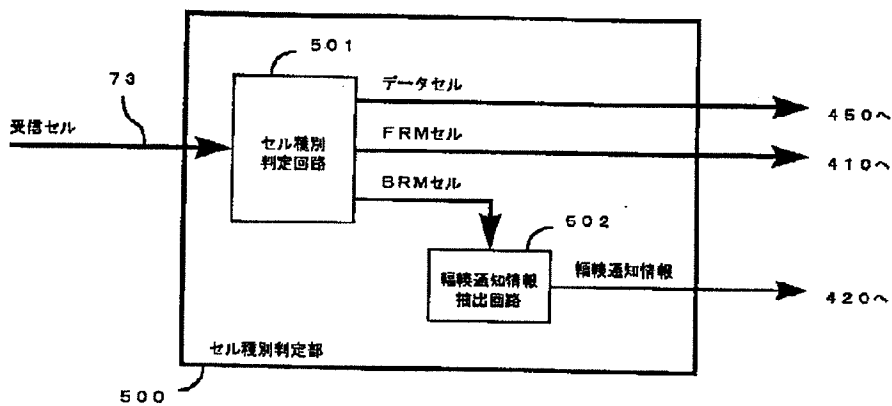 501
73
データセル
受信セル
450へ
セル種別
判定回路
FRMセル
410へ
BRMセル
502
輻輳通知情報
抽出回路
輻輳通知情報
420へ
セル種別判定部
500